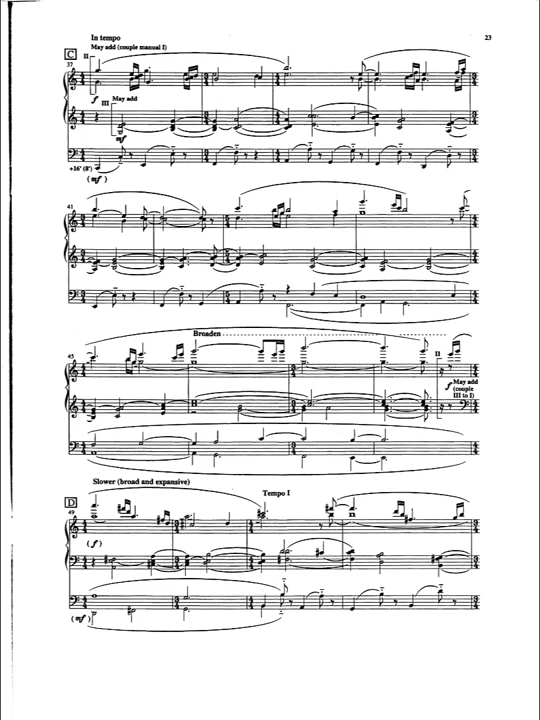 In tempo
23
C
May add (couple manual I)
37
II
f
III
May add
mf
+16' (8')
(mf)
41
Broaden
45
II
f
May add
(couple
III to I)
Slower (broad and expansive)
D
Tempo I
49
(f)
(mf)